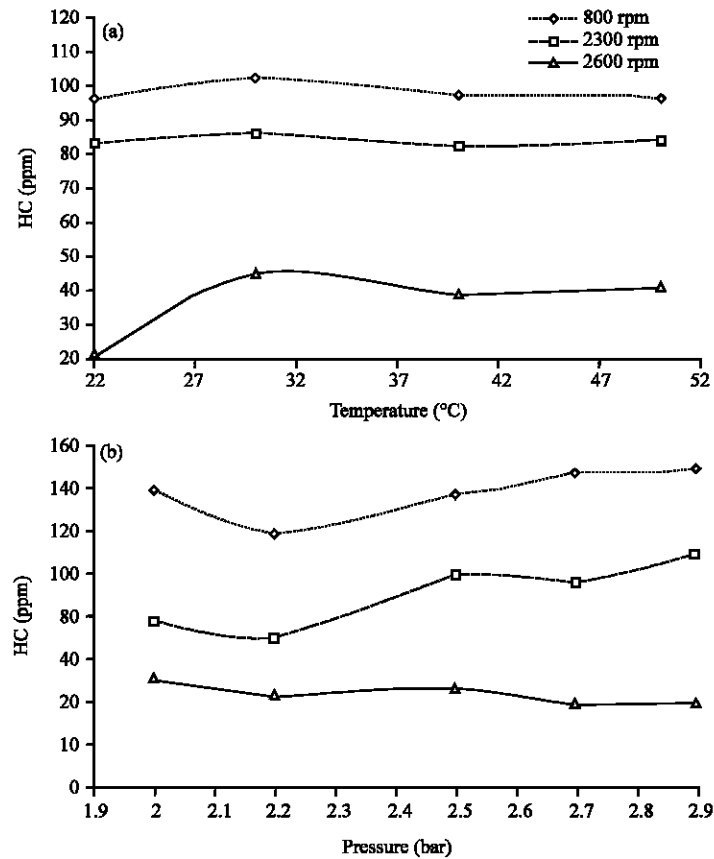 (a)
800 rpm
2300 rpm
2600 rpm
120
110
100
90
80
70
60
50
40
30
20
HC (ppm)
22 27 32 37 42 47 52
Temperature (°C)
(b)
160
140
120
100
80
40
20
10
0
HC (ppm)
1.9 2 2.1 2.2 2.3 2.4 2.5 2.6 2.7 2.8 2.9
Pressure (bar)